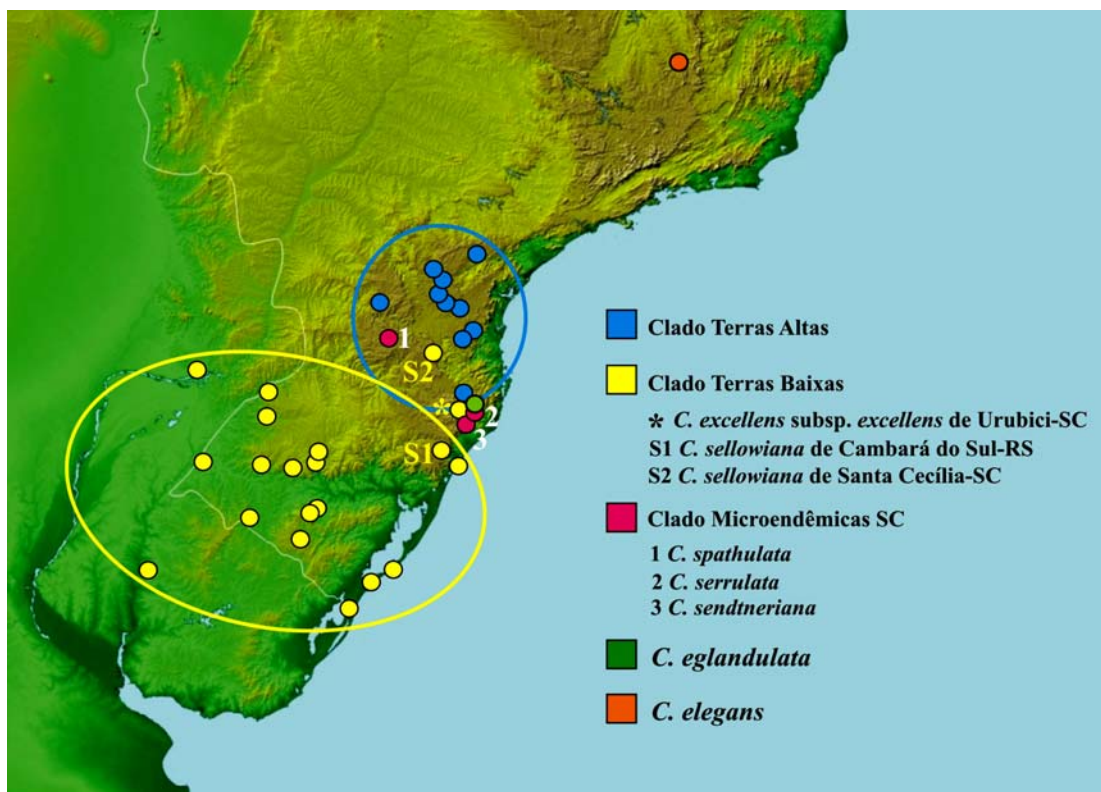 1
S2
*
2
3
S1
Clado Terras Altas
Clado Terras Baixas
* C. excellens subsp. excellens de Urubici-SC
S1 C. sellowiana de Cambará do Sul-RS
S2 C. sellowiana de Santa Cecília-SC
Clado Microendêmicas SC
1 C. spathulata
2 C. serrulata
3 C. sendtneriana
C. eglandulata
C. elegans